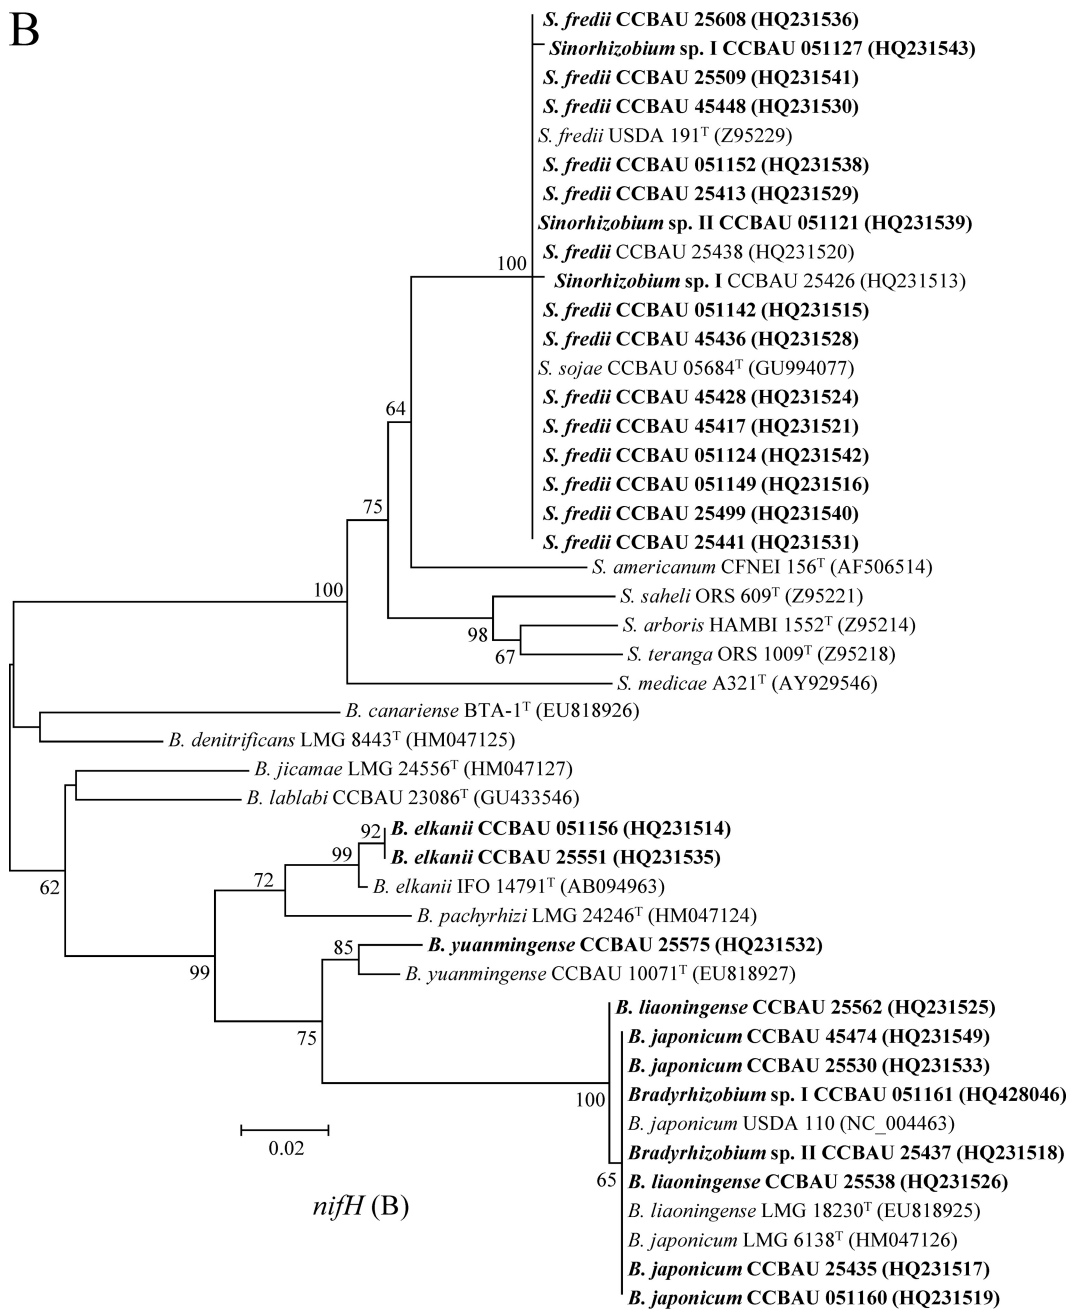 B
S. fredii CCBAU 25608 (HQ231536)
Sinorhizobium sp. I CCBAU 051127 (HQ231543)
S. fredii CCBAU 25509 (HQ231541)
S. fredii CCBAU 45448 (HQ231530)
S. fredii USDA 191ᵀ (Z95229)
S. fredii CCBAU 051152 (HQ231538)
S. fredii CCBAU 25413 (HQ231529)
Sinorhizobium sp. II CCBAU 051121 (HQ231539)
S. fredii CCBAU 25438 (HQ231520)
100
Sinorhizobium sp. I CCBAU 25426 (HQ231513)
S. fredii CCBAU 051142 (HQ231515)
S. fredii CCBAU 45436 (HQ231528)
S. sojae CCBAU 05684ᵀ (GU994077)
S. fredii CCBAU 45428 (HQ231524)
64
S. fredii CCBAU 45417 (HQ231521)
S. fredii CCBAU 051124 (HQ231542)
S. fredii CCBAU 051149 (HQ231516)
75
S. fredii CCBAU 25499 (HQ231540)
S. fredii CCBAU 25441 (HQ231531)
S. americanum CFNEI 156ᵀ (AF506514)
100
S. saheli ORS 609ᵀ (Z95221)
S. arboris HAMBI 1552ᵀ (Z95214)
98
S. teranga ORS 1009ᵀ (Z95218)
67
S. medicae A321ᵀ (AY929546)
B. canariense BTA-1ᵀ (EU818926)
B. denitrificans LMG 8443ᵀ (HM047125)
B. jicamae LMG 24556ᵀ (HM047127)
B. lablabi CCBAU 23086ᵀ (GU433546)
92
B. elkanii CCBAU 051156 (HQ231514)
99
B. elkanii CCBAU 25551 (HQ231535)
72
B. elkanii IFO 14791ᵀ (AB094963)
62
B. pachyrhizi LMG 24246ᵀ (HM047124)
85
B. yuanmingense CCBAU 25575 (HQ231532)
99
B. yuanmingense CCBAU 10071ᵀ (EU818927)
B. liaoningense CCBAU 25562 (HQ231525)
75
B. japonicum CCBAU 45474 (HQ231549)
B. japonicum CCBAU 25530 (HQ231533)
100
Bradyrhizobium sp. I CCBAU 051161 (HQ428046)
B. japonicum USDA 110 (NC_004463)
0.02
Bradyrhizobium sp. II CCBAU 25437 (HQ231518)
65
B. liaoningense CCBAU 25538 (HQ231526)
nifH (B)
B. liaoningense LMG 18230ᵀ (EU818925)
B. japonicum LMG 6138ᵀ (HM047126)
B. japonicum CCBAU 25435 (HQ231517)
B. japonicum CCBAU 051160 (HQ231519)